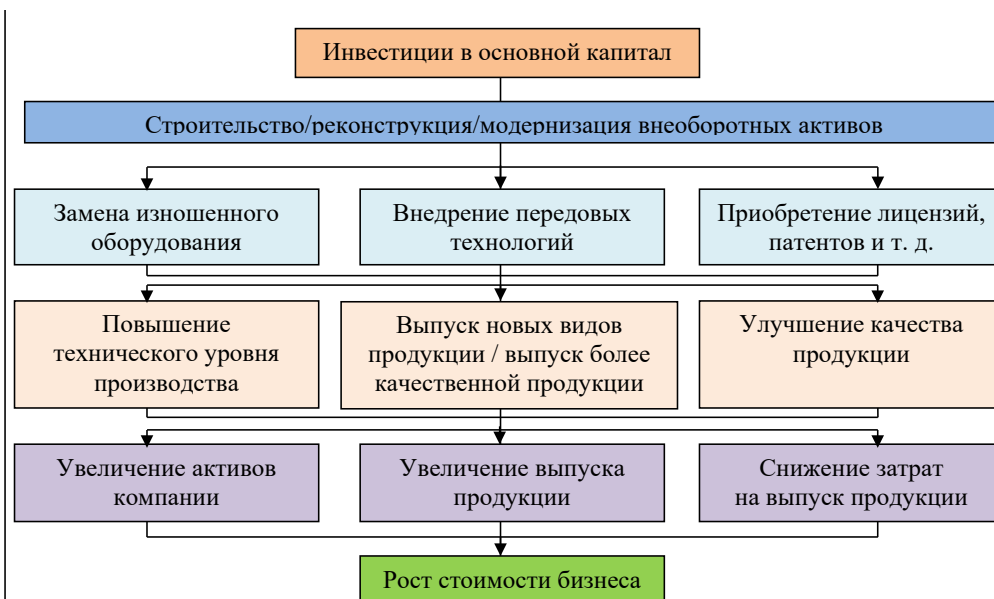 Инвестиции в основной капитал
Строительство/реконструкция/модернизация внеоборотных активов
Замена изношенного
оборудования
Внедрение передовых
технологий
Приобретение лицензий,
патентов и т. д.
Повышение
технического уровня
производства
Выпуск новых видов
продукции / выпуск более
качественной продукции
Улучшение качества
продукции
Увеличение активов
компании
Увеличение выпуска
продукции
Снижение затрат
на выпуск продукции
Рост стоимости бизнеса